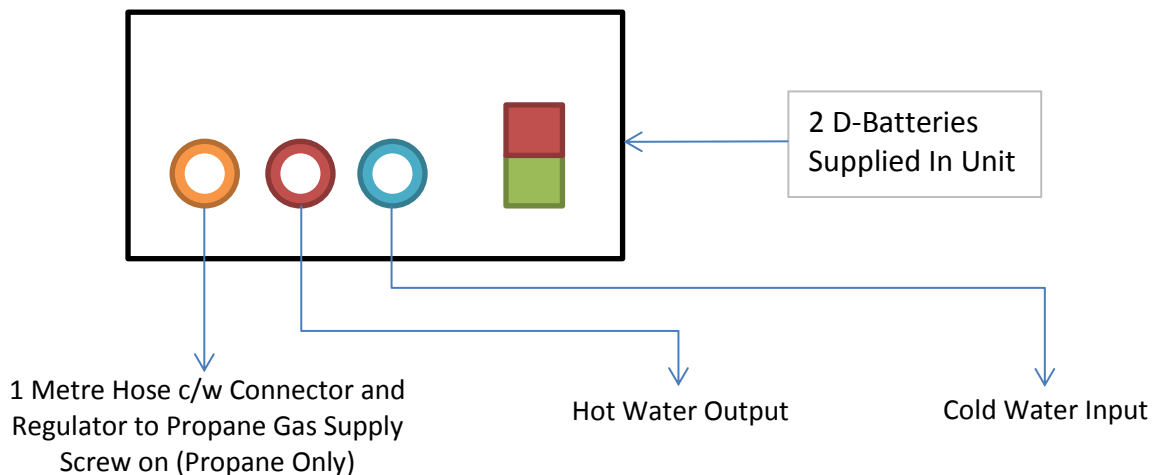 2 D-Batteries
Supplied In Unit
1 Metre Hose c/w Connector and
Regulator to Propane Gas Supply
Screw on (Propane Only)
Hot Water Output
Cold Water Input